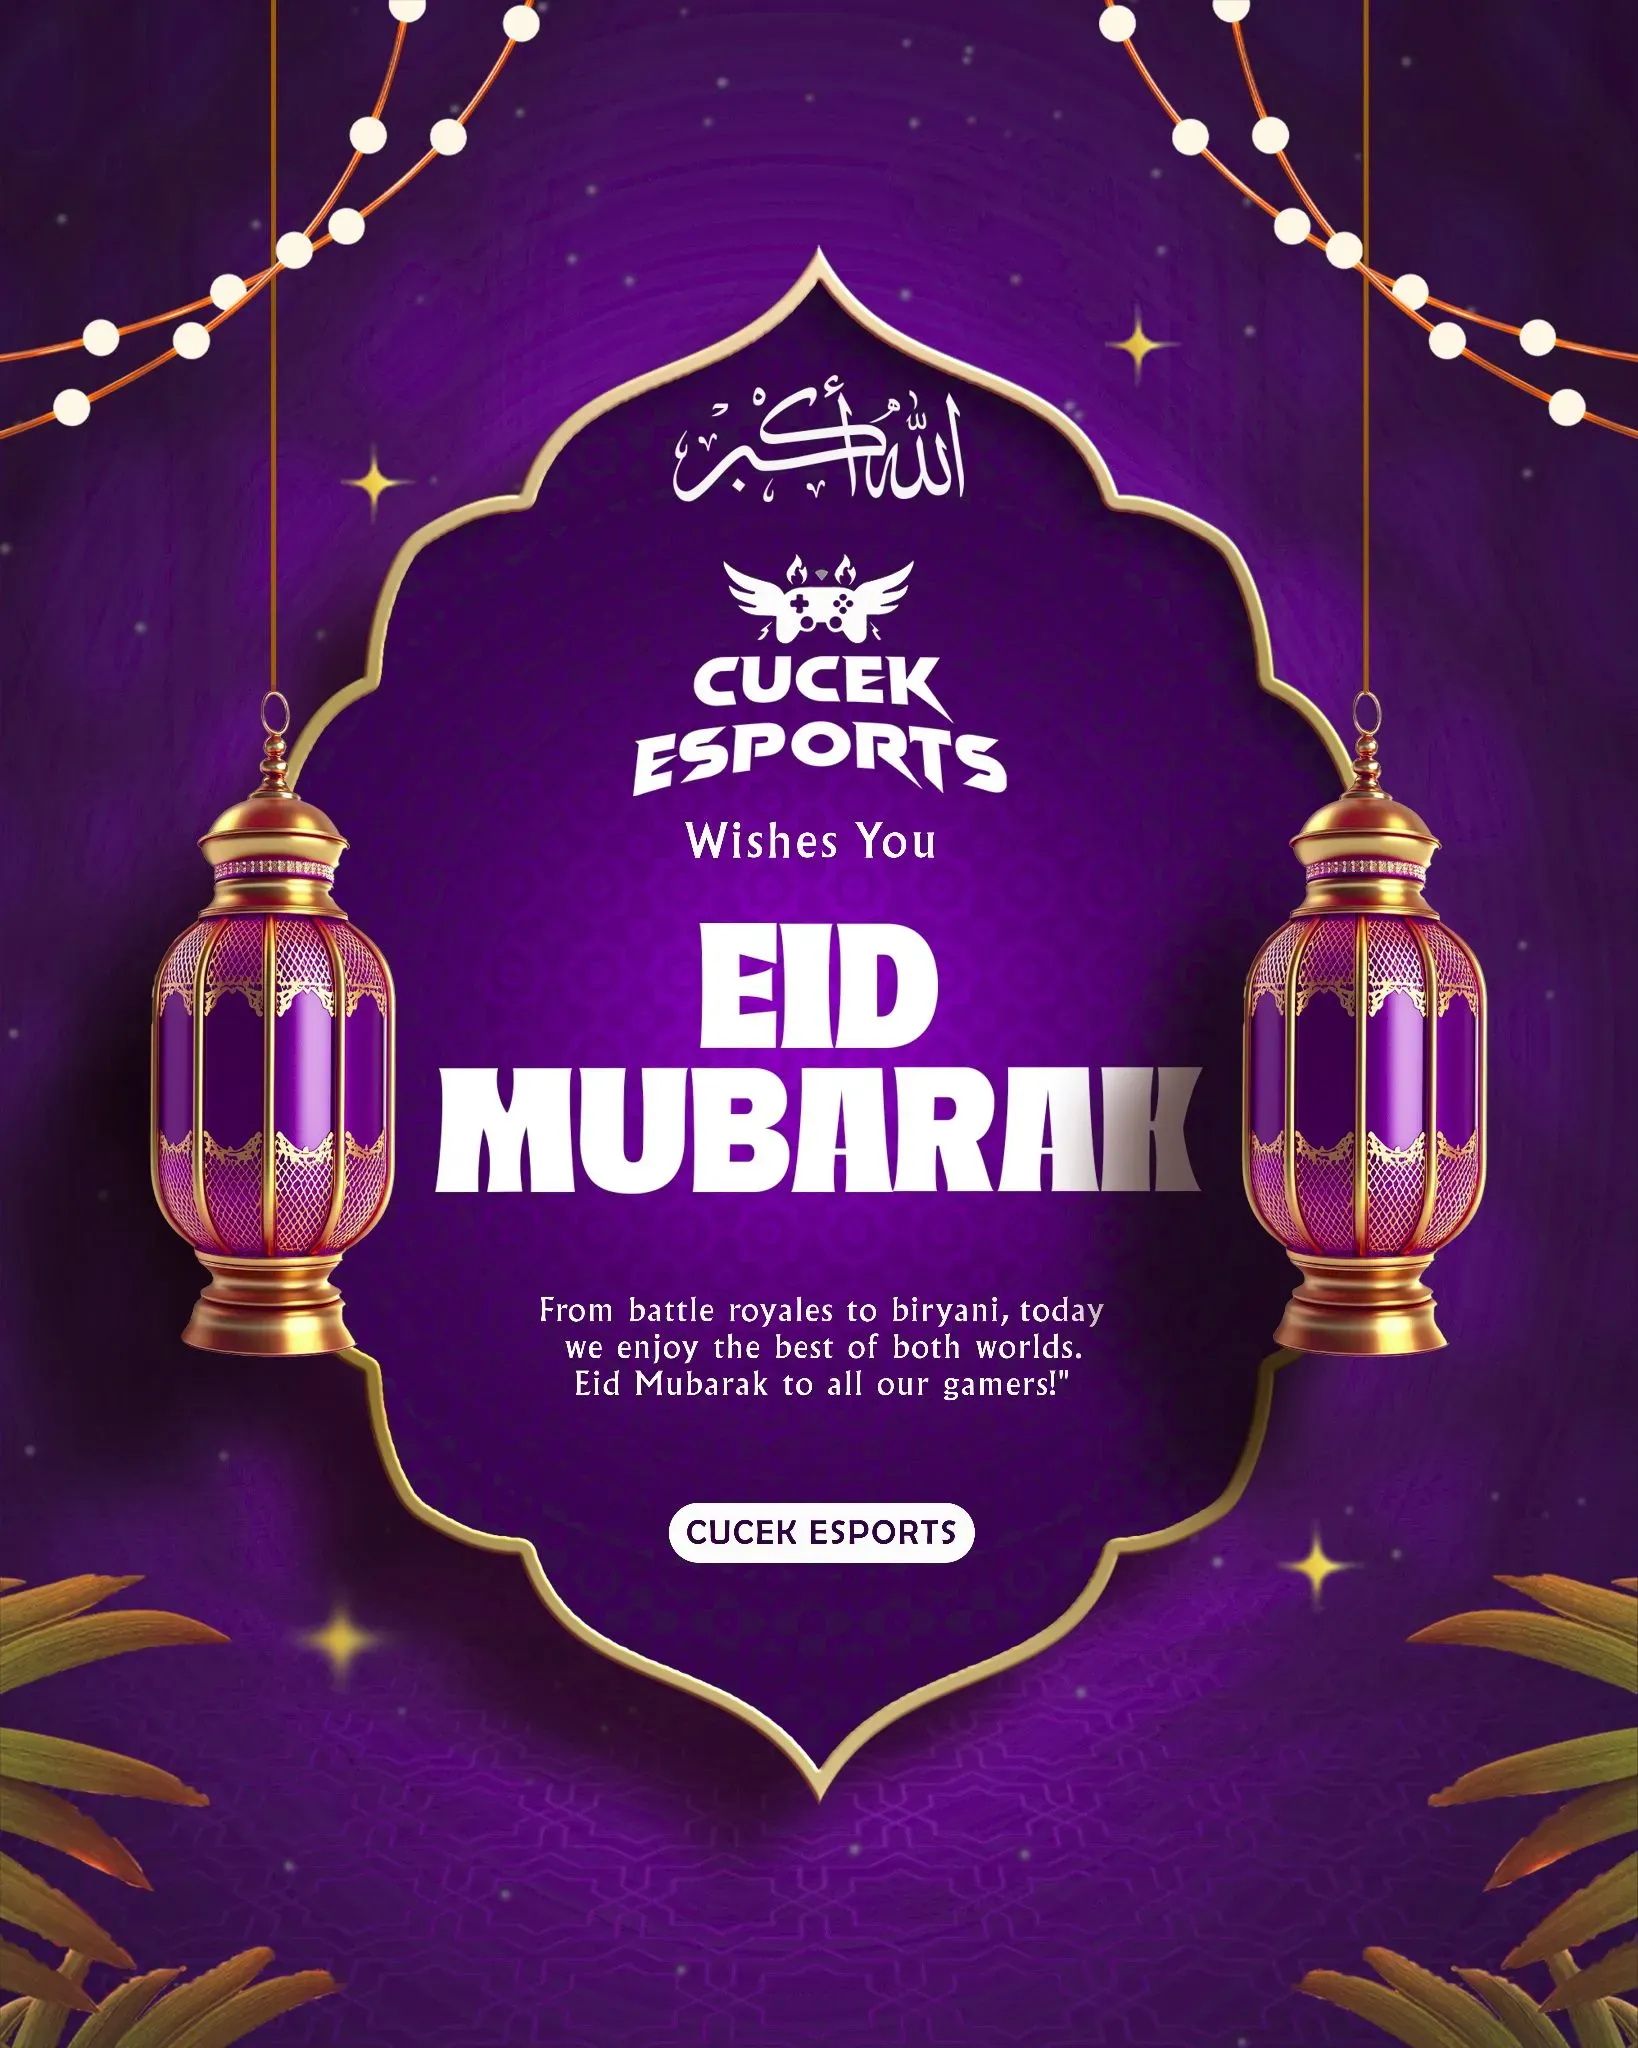 الله أكبر
CUCEK
ESPORTS
Wishes You
EID
MUBARAK
From battle royales to biryani, today
we enjoy the best of both worlds.
Eid Mubarak to all our gamers!"
CUCEK ESPORTS